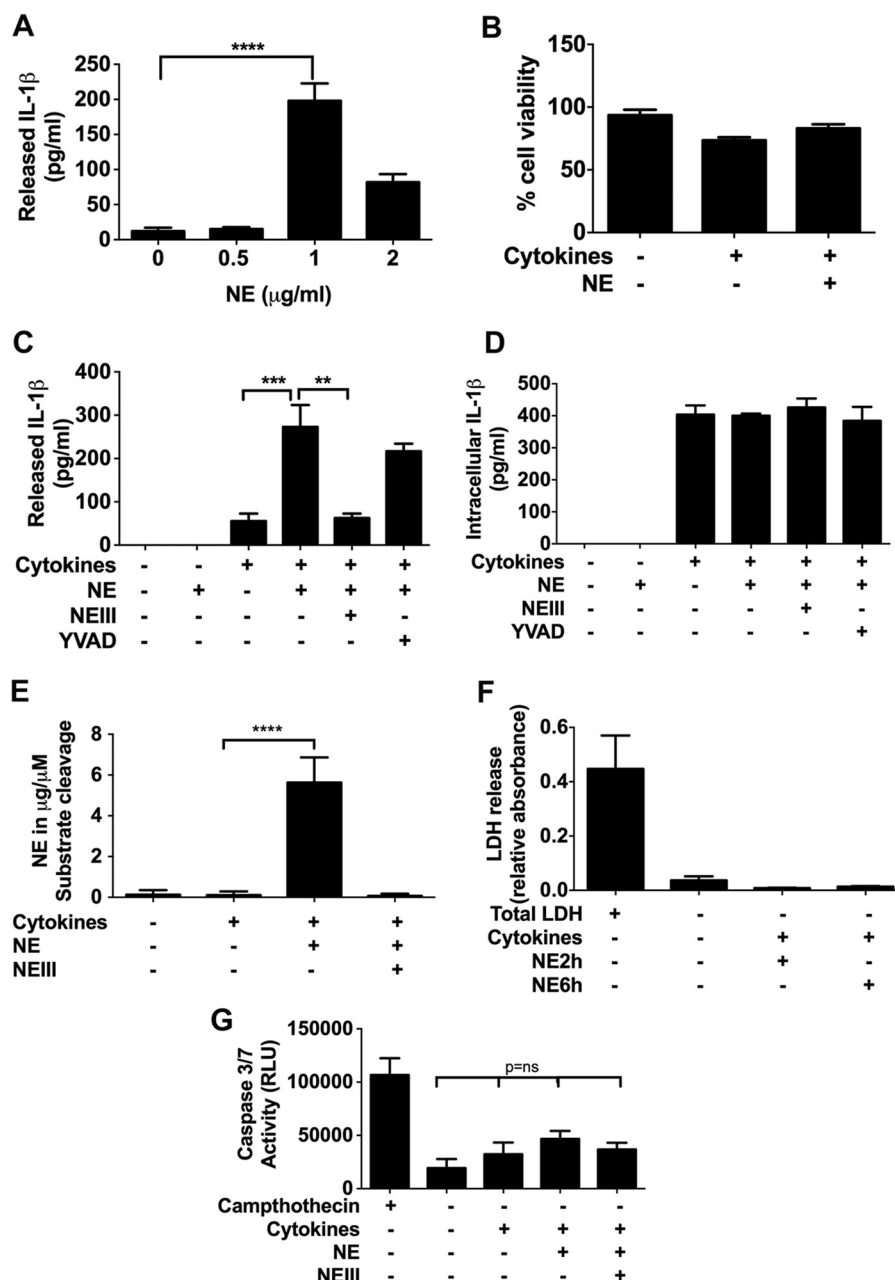 A
****
250
200
150
100
50
0
Released IL-1β
(pg/ml)
0 0.5 1 2
NE (μg/ml)
B
150
100
50
0
% cell viability
Cytokines - + +
NE - - +
C
400
300
200
100
0
Released IL-1β
(pg/ml)
*** **
Cytokines - - + + + +
NE - + - + + +
NEIII - - - - + -
YVAD - - - - - +
D
500
400
300
200
100
0
Intracellular IL-1β
(pg/ml)
Cytokines - - + + + +
NE - + - + + +
NEIII - - - - + -
YVAD - - - - - +
E
8
6
4
2
0
NE in μg/μM
Substrate cleavage
****
Cytokines - + + +
NE - - + +
NEIII - - - +
F
0.6
0.4
0.2
0.0
LDH release
(relative absorbance)
Total LDH + - - -
Cytokines - - + +
NE2h - - + -
NE6h - - - +
G
150000
100000
50000
0
Caspase 3/7
Activity (RLU)
p=ns
Campthothecin + - - - -
Cytokines - - + + +
NE - - - + +
NEIII - - - - +